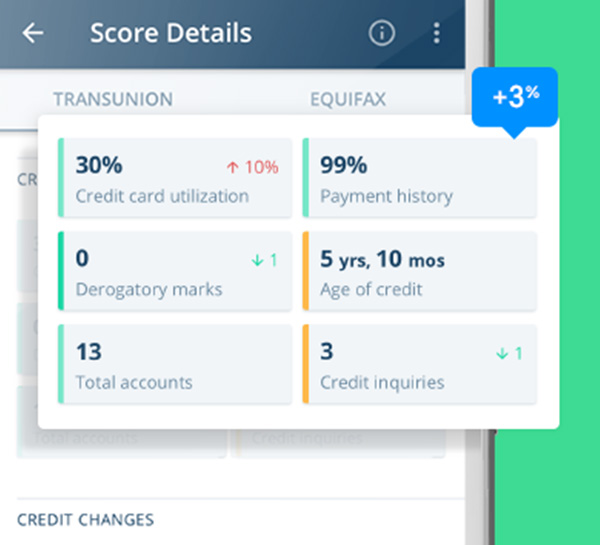 Score Details
TRANSUNION EQUIFAX
+3%
CR
30% ↑ 10% 99%
Credit card utilization Payment history
0 ↓ 1 5 yrs, 10 mos
Derogatory marks Age of credit
13 3 ↓ 1
Total accounts Credit inquiries
Total accounts Credit inquiries
CREDIT CHANGES